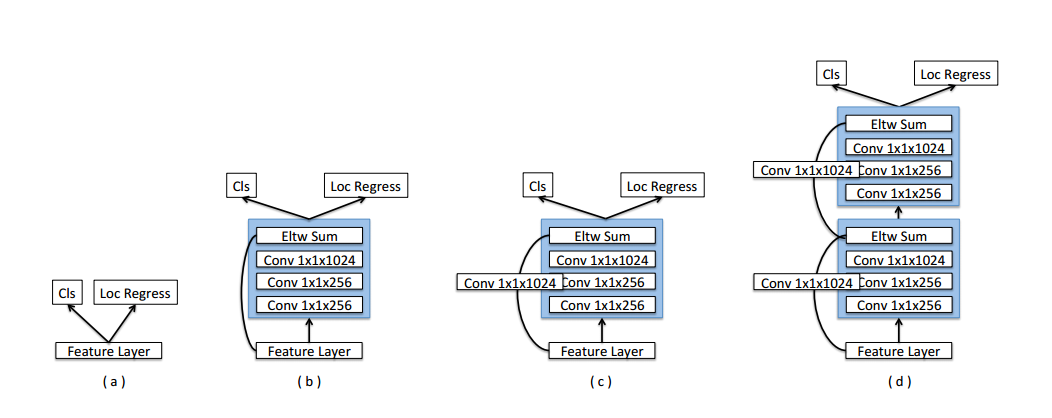 Cls
Loc Regress
Feature Layer
( a )
Cls
Loc Regress
Eltw Sum
Conv 1x1x1024
Conv 1x1x256
Conv 1x1x256
Feature Layer
( b )
Cls
Loc Regress
Eltw Sum
Conv 1x1x1024
Conv 1x1x1024
Conv 1x1x256
Conv 1x1x256
Feature Layer
( c )
Cls
Loc Regress
Eltw Sum
Conv 1x1x1024
Conv 1x1x1024
Conv 1x1x256
Conv 1x1x256
Eltw Sum
Conv 1x1x1024
Conv 1x1x1024
Conv 1x1x256
Conv 1x1x256
Feature Layer
( d )